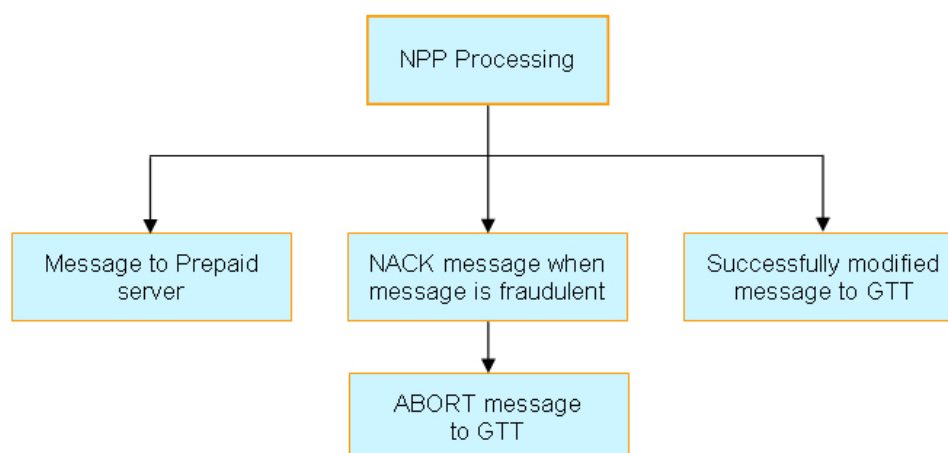 NPP Processing
Message to Prepaid
server
NACK message when
message is fraudulent
Successfully modified
message to GTT
ABORT message
to GTT